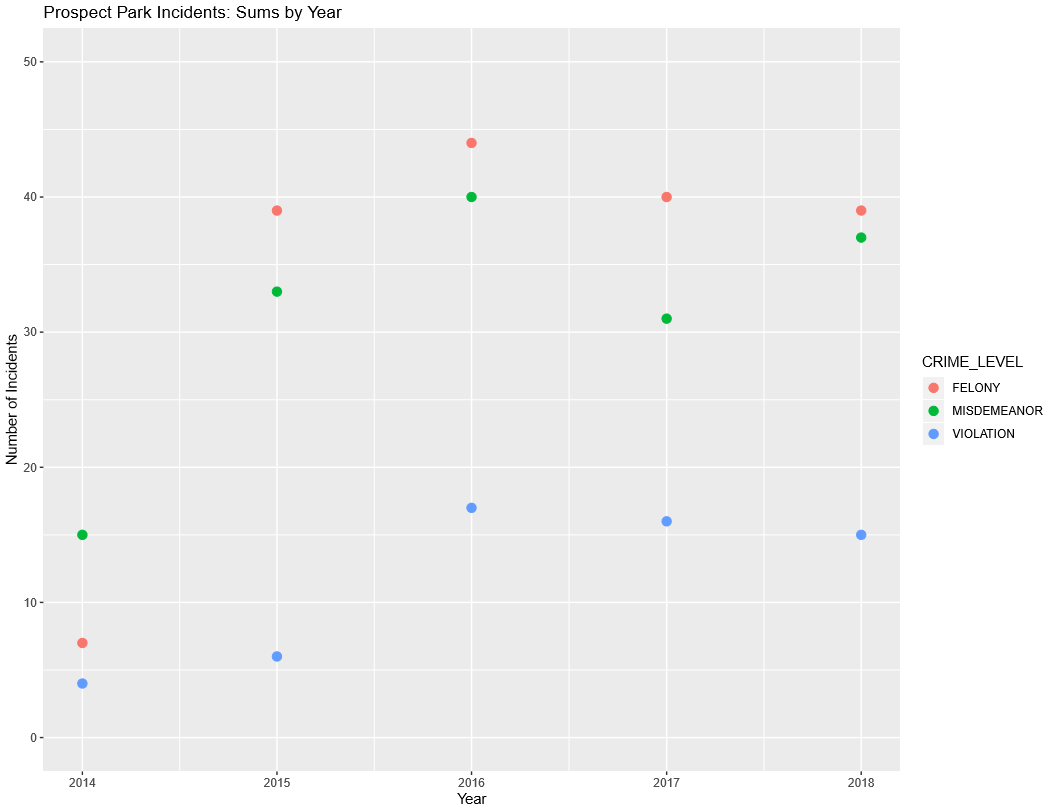 Prospect Park Incidents: Sums by Year
50
40
30
20
10
0
Number of Incidents
2014 2015 2016 2017 2018
Year
CRIME_LEVEL
FELONY
MISDEMEANOR
VIOLATION